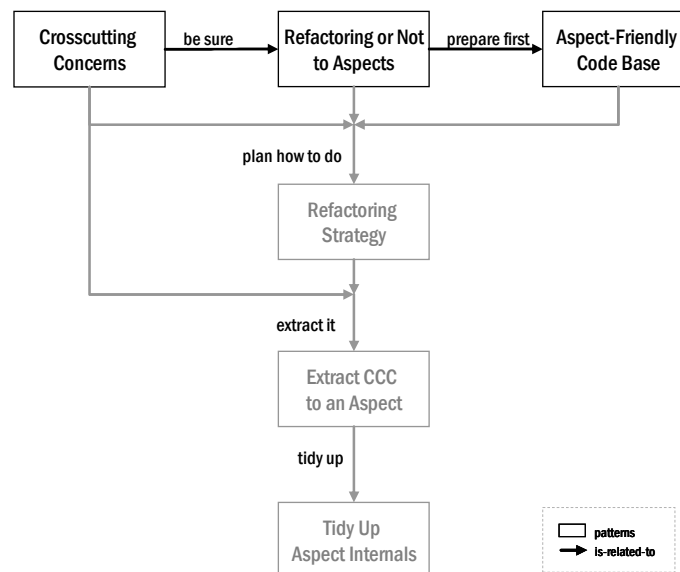 Crosscutting
Concerns
be sure
Refactoring or Not
to Aspects
prepare first
Aspect-Friendly
Code Base
plan how to do
Refactoring
Strategy
extract it
Extract CCC
to an Aspect
tidy up
Tidy Up
Aspect Internals
patterns
is-related-to